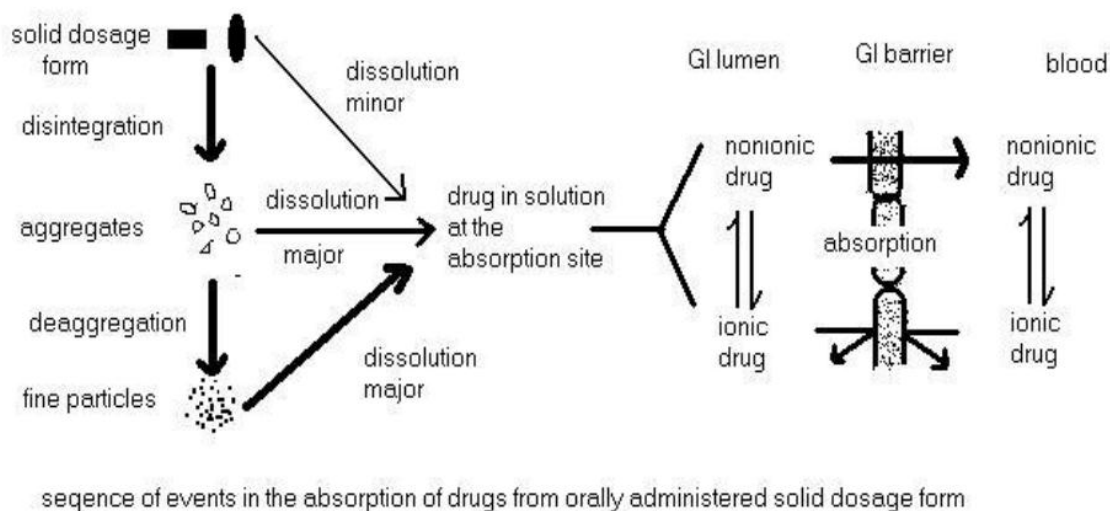 solid dosage
form
disintegration
aggregates
deaggregation
fine particles
dissolution
minor
dissolution
major
dissolution
major
drug in solution
at the
absorption site
GI lumen
GI barrier
blood
nonionic
drug
nonionic
drug
absorption
ionic
drug
ionic
drug
seqence of events in the absorption of drugs from orally administered solid dosage form